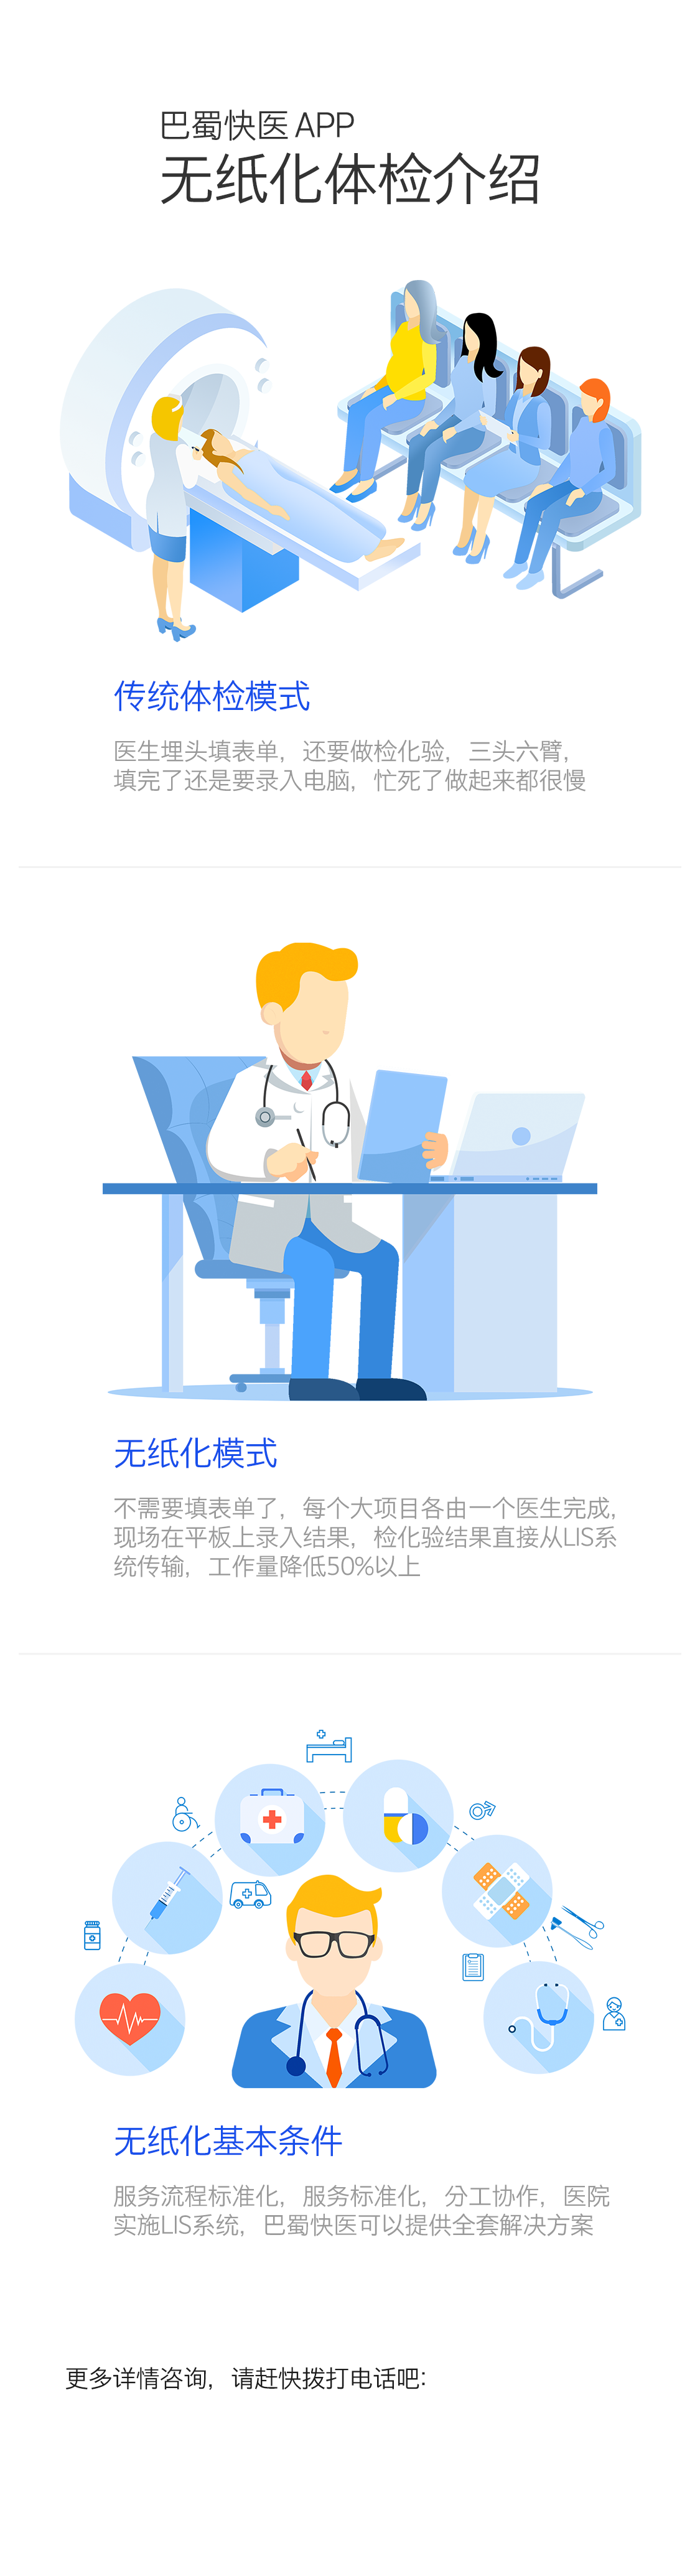 巴蜀快医 APP
无纸化体检介绍
传统体检模式
医生埋头填表单，还要做检化验，三头六臂，
填完了还是要录入电脑，忙死了做起来都很慢
无纸化模式
不需要填表单了，每个大项目各由一个医生完成,
现场在平板上录入结果，检化验结果直接从LIS系
统传输，工作量降低50%以上
无纸化基本条件
服务流程标准化，服务标准化，分工协作，医院
实施LIS系统，巴蜀快医可以提供全套解决方案
更多详情咨询，请赶快拨打电话吧: